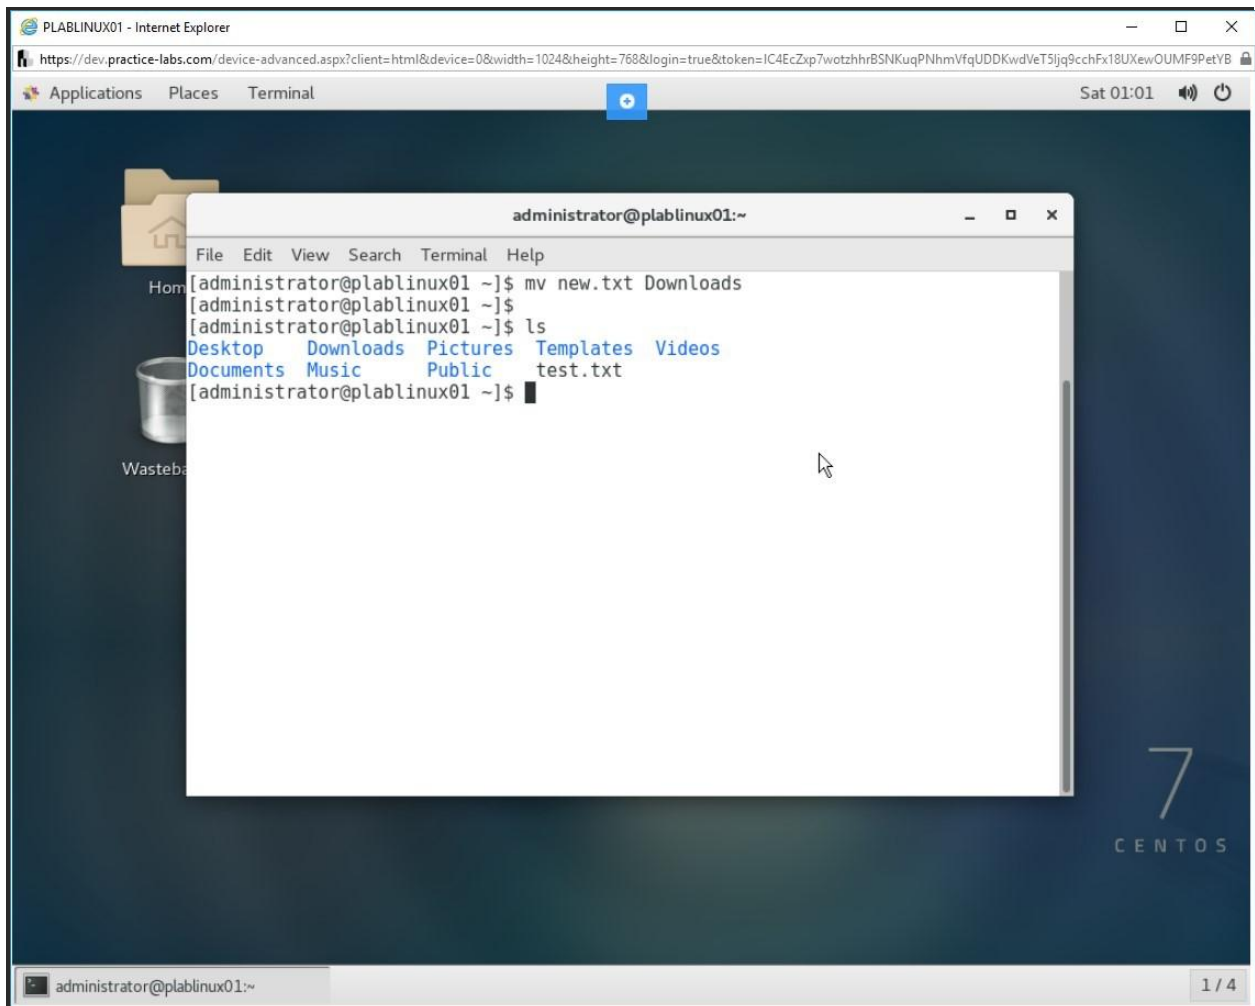 PLABLINUX01 - Internet Explorer
https://dev.practice-labs.com/device-advanced.aspx?client=html&device=0&width=1024&height=768&login=true&token=
Applications Places Terminal Sat 01:01
administrator@plablinux01:~
File Edit View Search Terminal Help
[administrator@plablinux01 ~]$ mv new.txt Downloads
[administrator@plablinux01 ~]$
[administrator@plablinux01 ~]$ ls
Desktop Downloads Pictures Templates Videos
Documents Music Public test.txt
[administrator@plablinux01 ~]$
Hom
Wasteba
7
CENTOS
administrator@plablinux01:~ 1 / 4